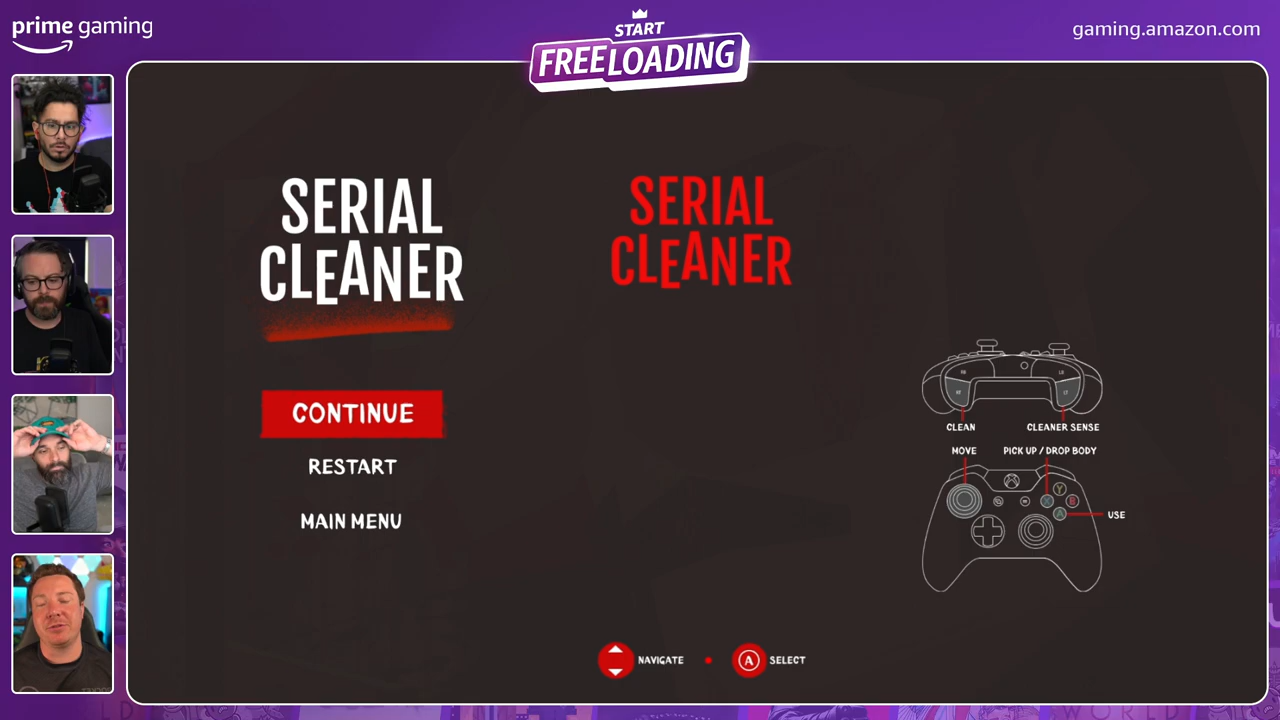 prime gaming
START
FREELOADING
gaming.amazon.com
SERIAL
CLEANER
SERIAL
CLEANER
CONTINUE
RESTART
MAIN MENU
CLEAN
CLEANER SENSE
MOVE
PICK UP / DROP BODY
Y
X
B
A
USE
NAVIGATE
A
SELECT